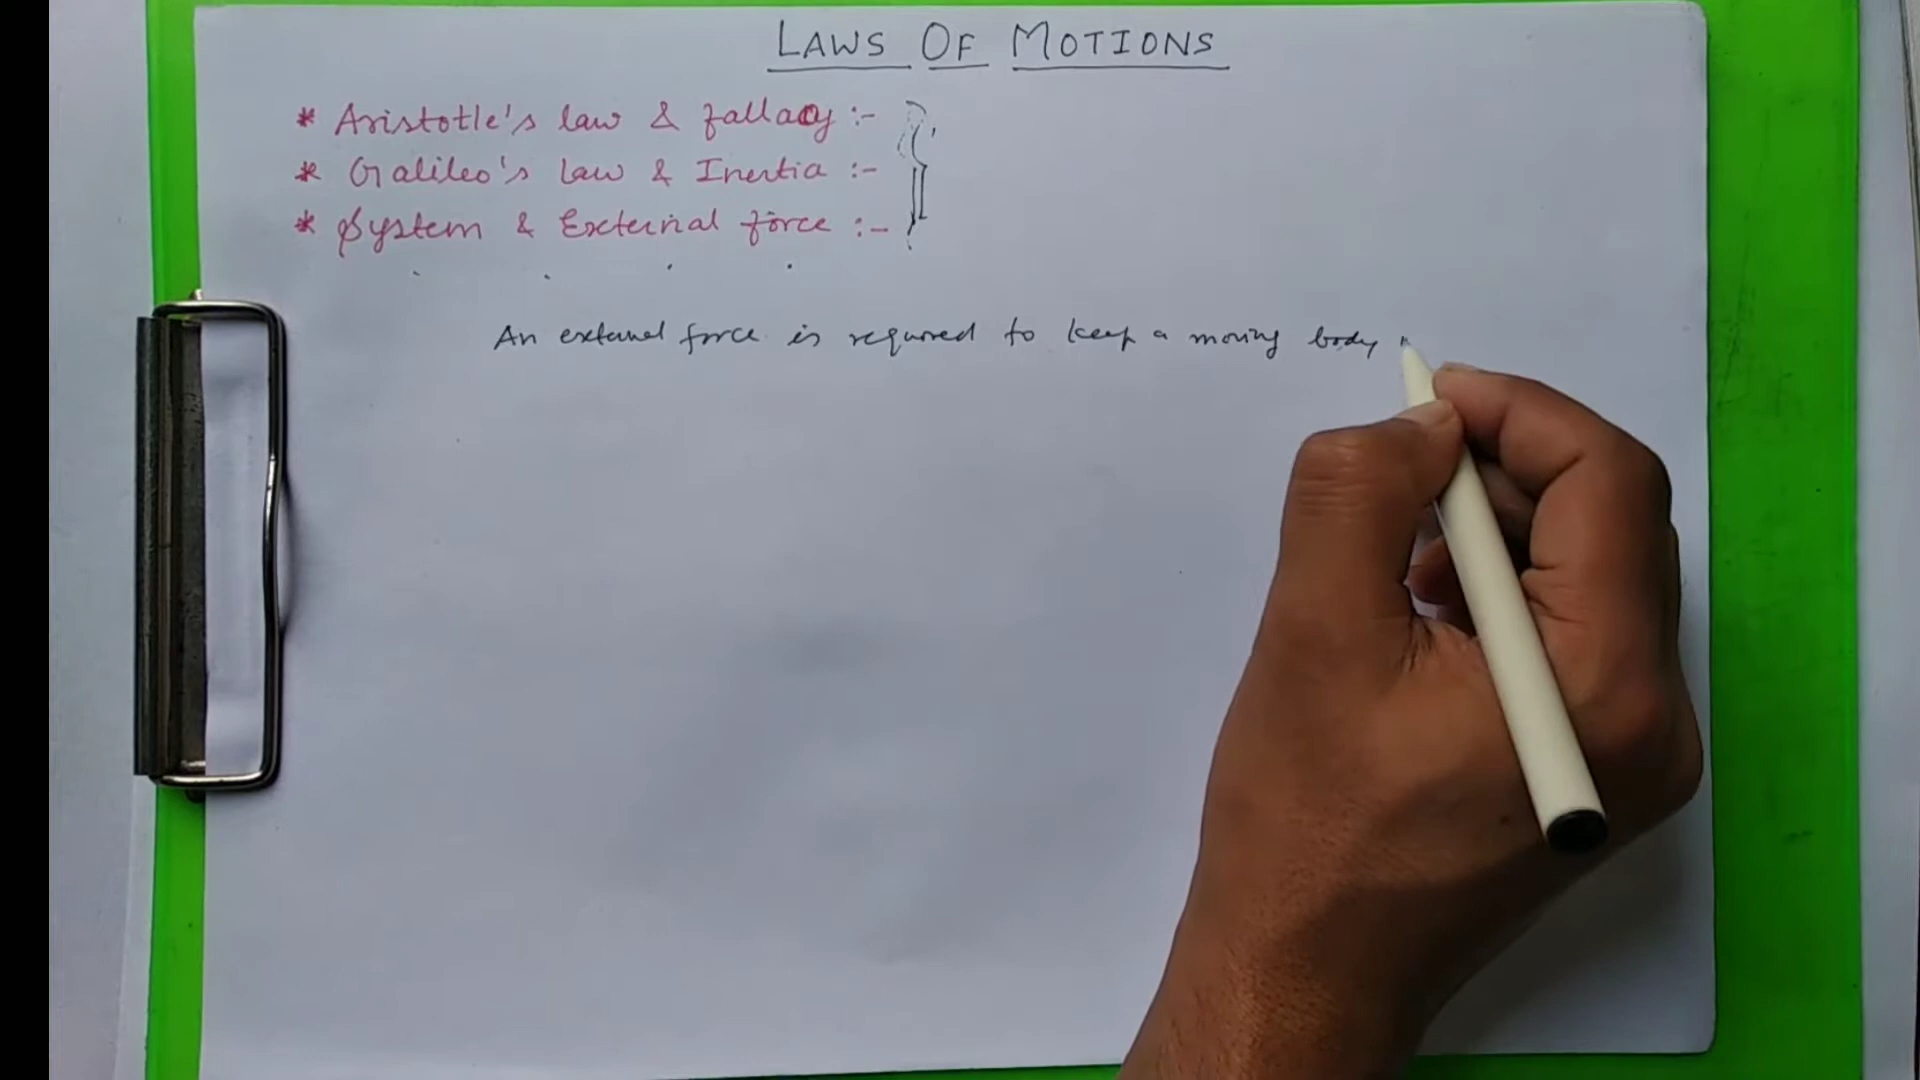 LAWS OF MOTIONS
* Aristotle's law & fallacy :-
* Galileo's law & Inertia :-
* System & External force :-
An external force is required to keep a moving body